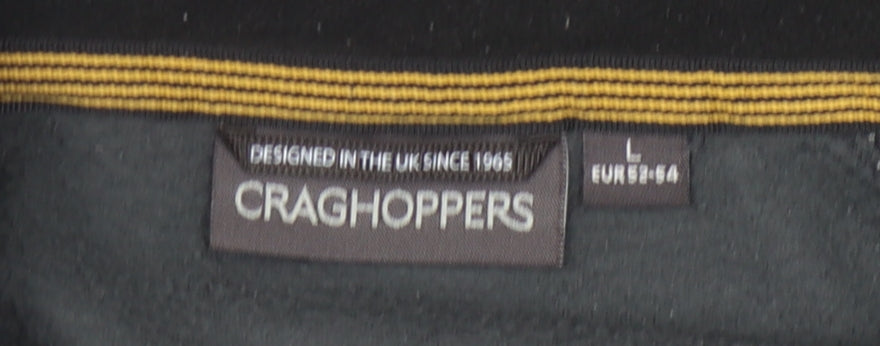 DESIGNED IN THE UK SINCE 1965
CRAGHOPPERS
L
EUR 52-54